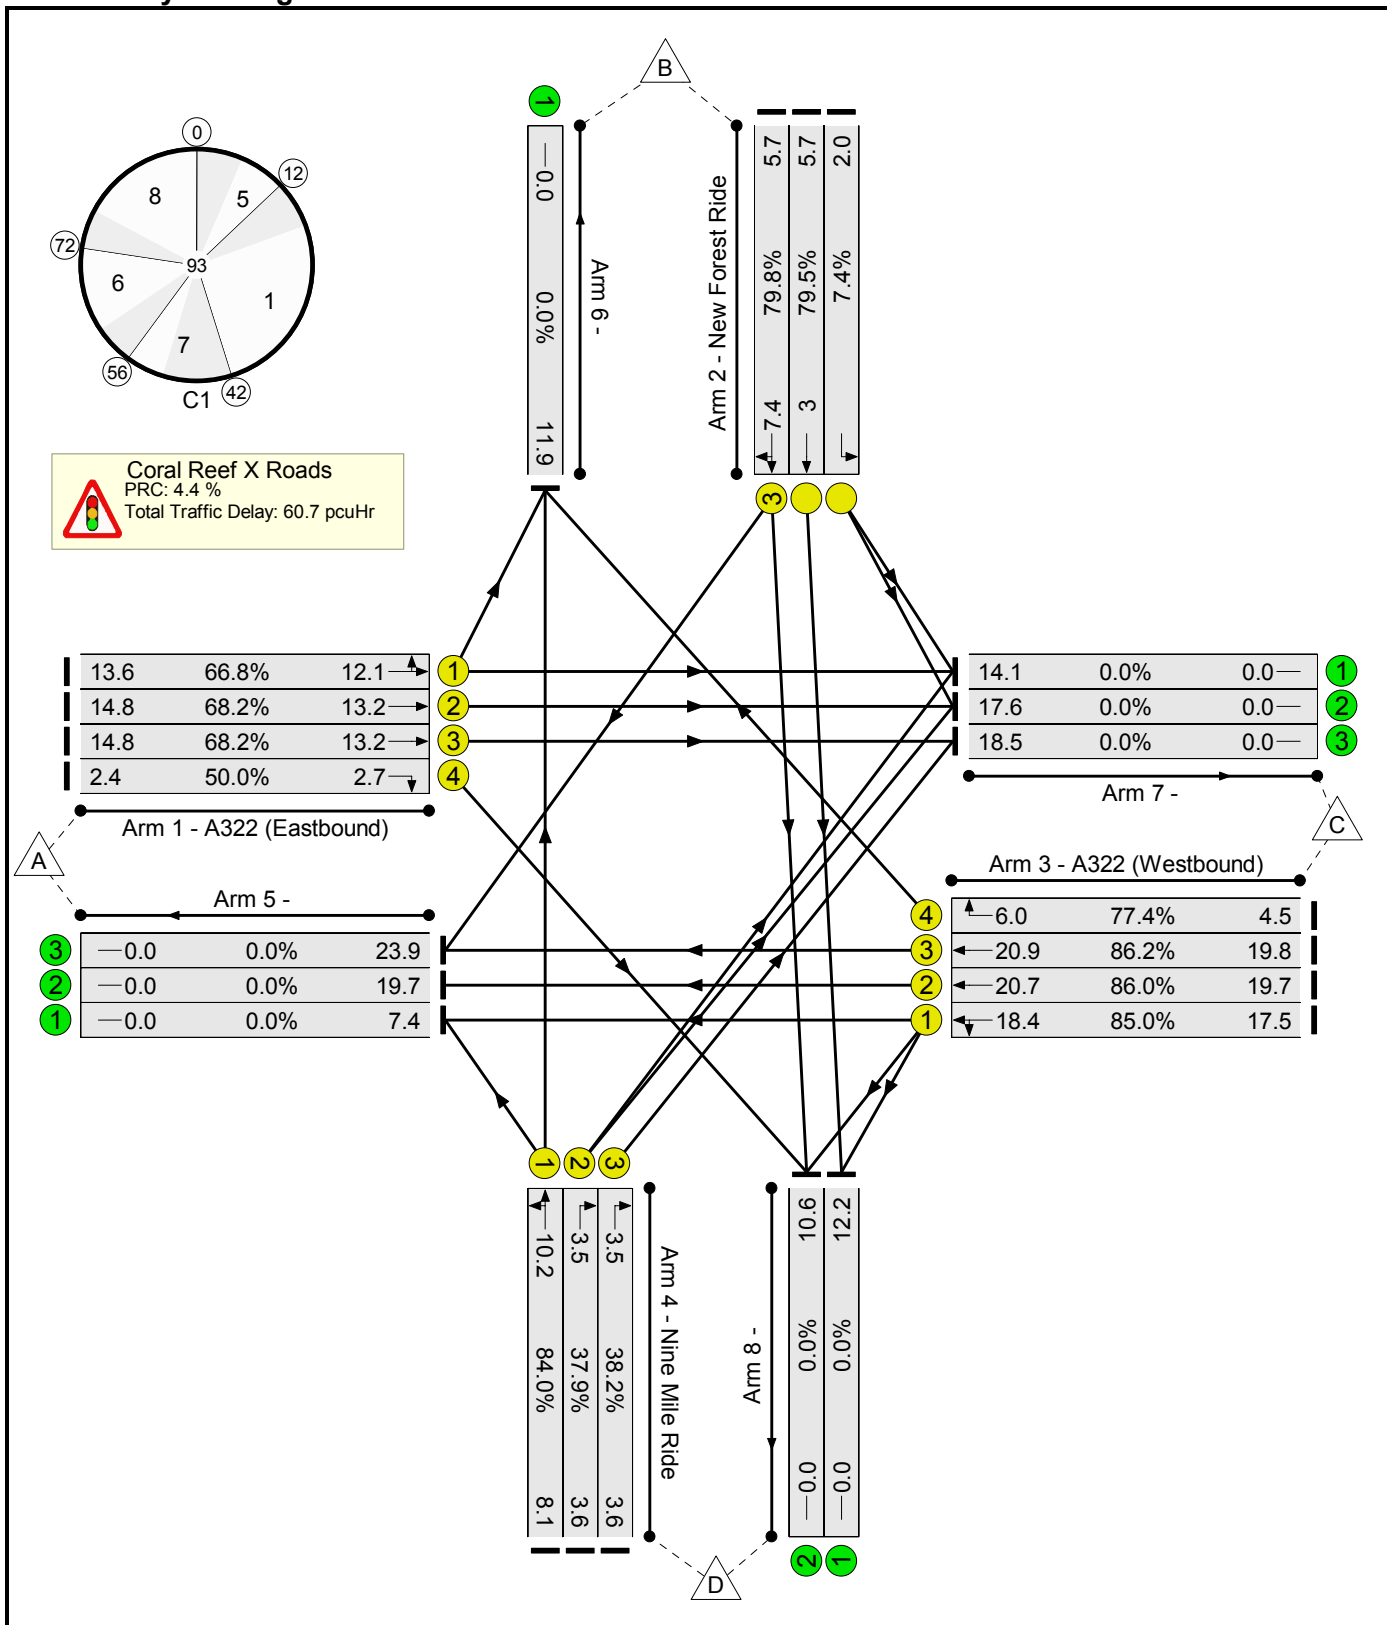 B
1
0
12
5
1
42
7
56
6
72
8
93
C1
—0.0 0.0% 11.9
Arm 6 -
Arm 2 - New Forest Ride
5.7 79.8% 7.4
5.7 79.5% 3
2.0 7.4%
3
Coral Reef X Roads
PRC: 4.4 %
Total Traffic Delay: 60.7 pcuHr
13.6 66.8% 12.1 1
14.8 68.2% 13.2 2
14.8 68.2% 13.2 3
2.4 50.0% 2.7 4
Arm 1 - A322 (Eastbound)
A
14.1 0.0% 0.0 1
17.6 0.0% 0.0 2
18.5 0.0% 0.0 3
Arm 7 -
C
Arm 5 -
3 0.0 0.0% 23.9
2 0.0 0.0% 19.7
1 0.0 0.0% 7.4
Arm 3 - A322 (Westbound)
4 6.0 77.4% 4.5
3 20.9 86.2% 19.8
2 20.7 86.0% 19.7
1 18.4 85.0% 17.5
1 2 3
10.2 84.0% 8.1
3.5 37.9% 3.6
3.5 38.2% 3.6
Arm 4 - Nine Mile Ride
Arm 8 -
10.6 0.0% 0.0
12.2 0.0% 0.0
2 1
D